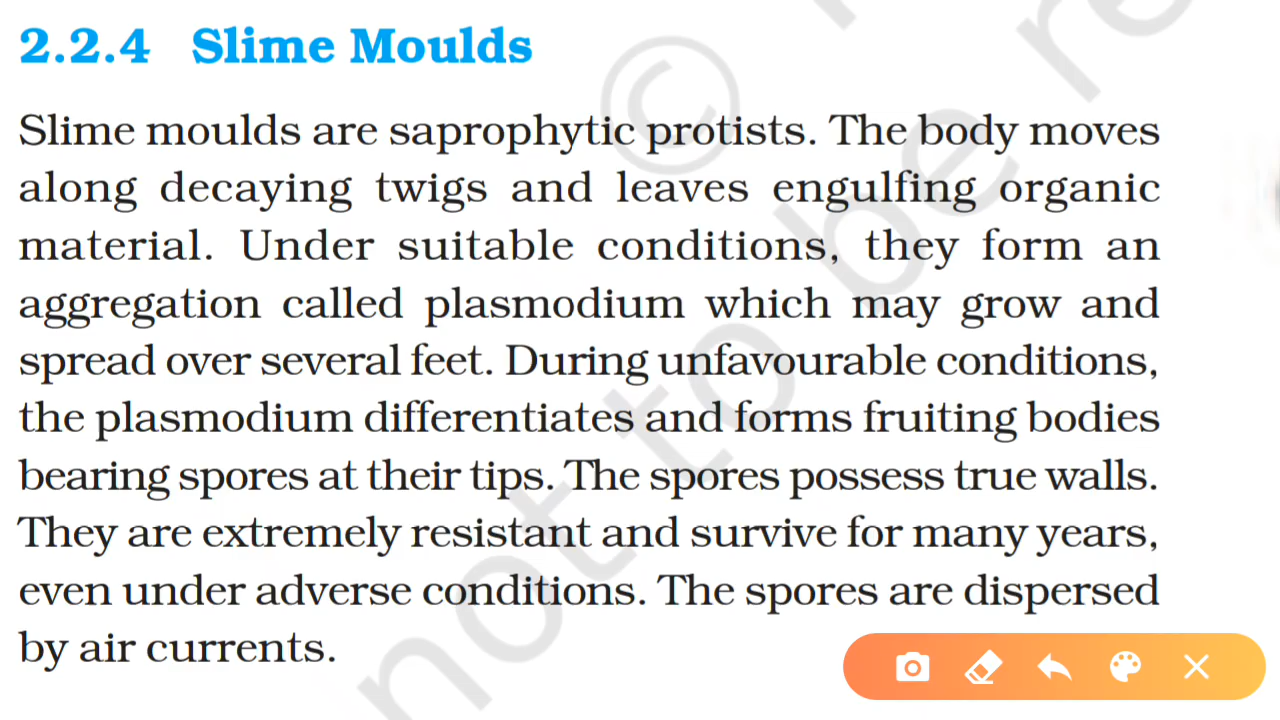 2.2.4 Slime Moulds
Slime moulds are saprophytic protists. The body moves
along decaying twigs and leaves engulfing organic
material. Under suitable conditions, they form an
aggregation called plasmodium which may grow and
spread over several feet. During unfavourable conditions,
the plasmodium differentiates and forms fruiting bodies
bearing spores at their tips. The spores possess true walls.
They are extremely resistant and survive for many years,
even under adverse conditions. The spores are dispersed
by air currents.
©
not to be re